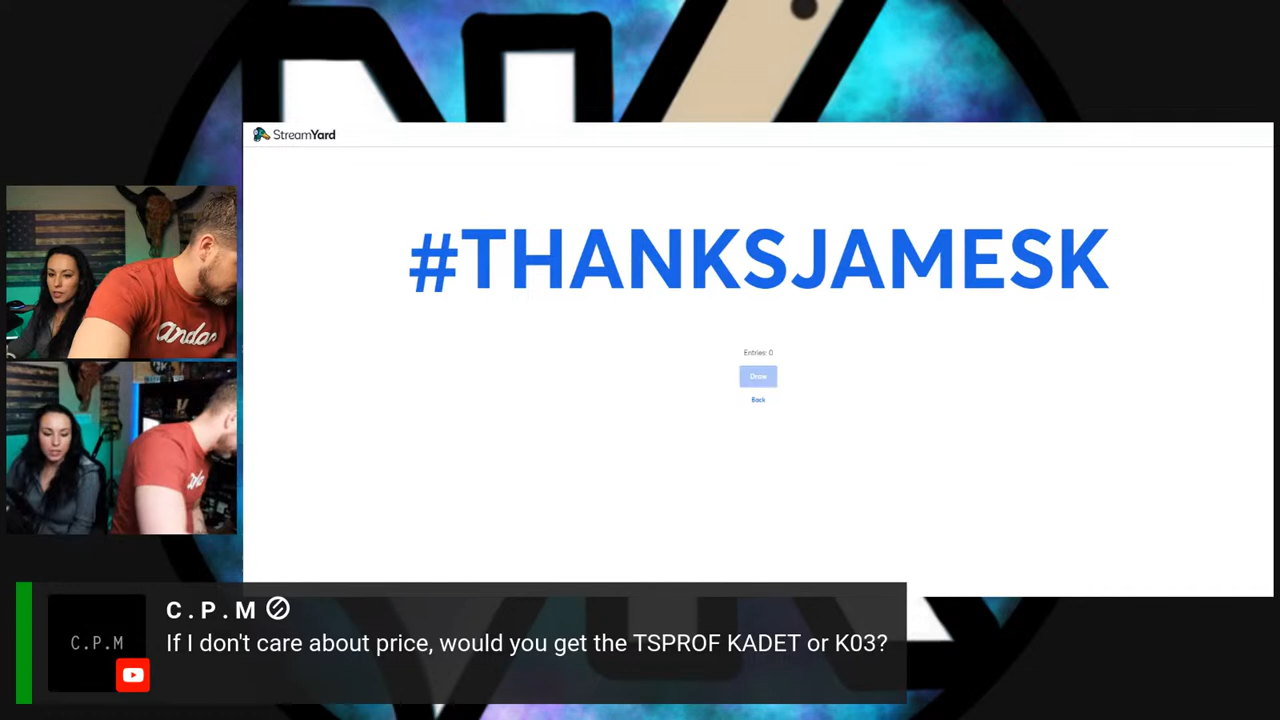 StreamYard
#THANKSJAMESK
Entries: 0
Draw
Back
C.P.M
C.P.M
If I don't care about price, would you get the TSPROF KADET or K03?